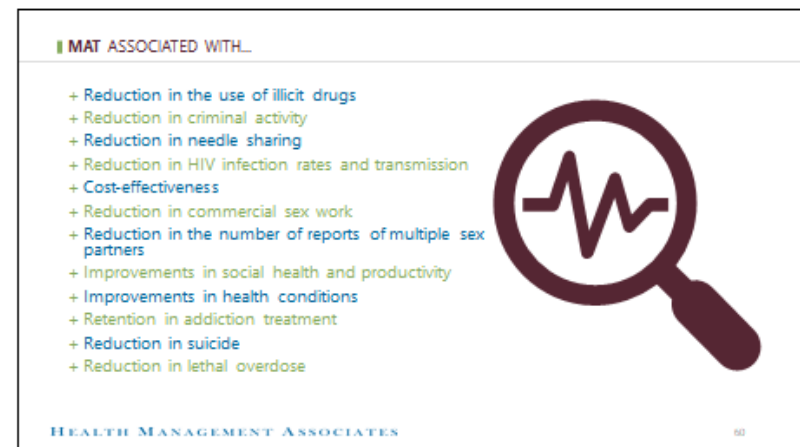 MAT ASSOCIATED WITH...
+ Reduction in the use of illicit drugs
+ Reduction in criminal activity
+ Reduction in needle sharing
+ Reduction in HIV infection rates and transmission
+ Cost-effectiveness
+ Reduction in commercial sex work
+ Reduction in the number of reports of multiple sex
partners
+ Improvements in social health and productivity
+ Improvements in health conditions
+ Retention in addiction treatment
+ Reduction in suicide
+ Reduction in lethal overdose
HEALTH MANAGEMENT ASSOCIATES
60